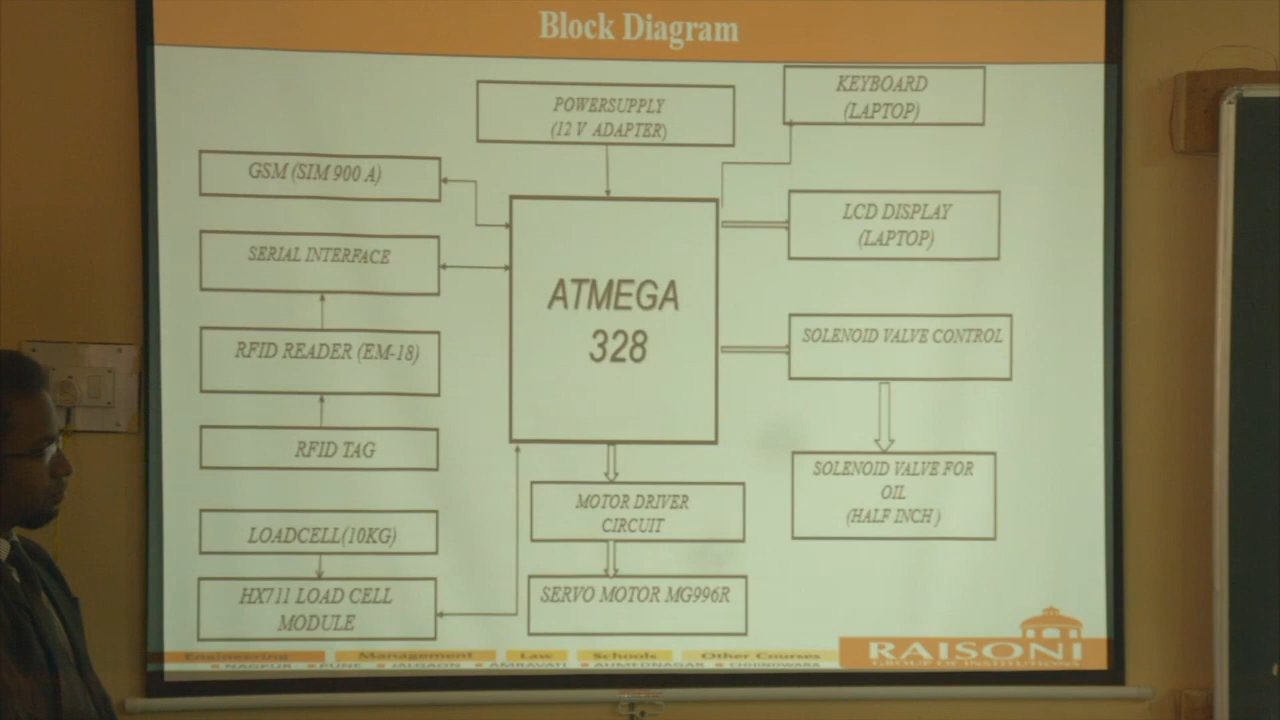 Block Diagram
POWERSUPPLY
(12 V ADAPTER)
KEYBOARD
(LAPTOP)
GSM (SIM 900 A)
LCD DISPLAY
(LAPTOP)
SERIAL INTERFACE
ATMEGA
328
SOLENOID VALVE CONTROL
RFID READER (EM-18)
RFID TAG
SOLENOID VALVE FOR
OIL
(HALF INCH )
MOTOR DRIVER
CIRCUIT
LOADCELL(10KG)
HX711 LOAD CELL
MODULE
SERVO MOTOR MG996R
Engineering Management Law Schools Other Courses
NAGPUR PUNE JALGAON AMRAVATI AHMEDNAGAR CHHINDWARA
RAISONI
GROUP OF INSTITUTIONS